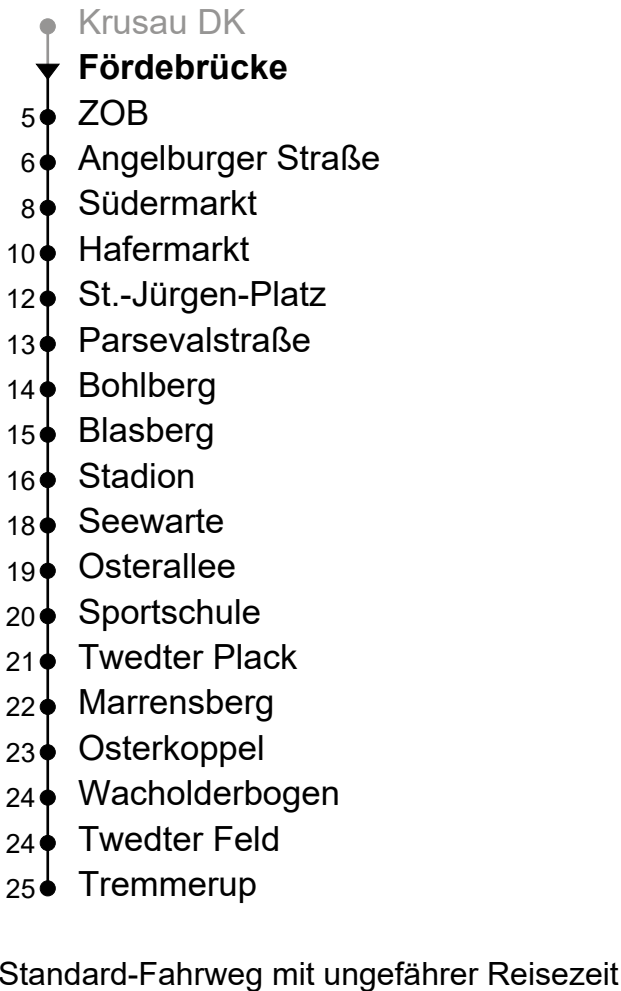 Krusau DK
Fördebrücke
5 ZOB
6 Angelburger Straße
8 Südermarkt
10 Hafermarkt
12 St.-Jürgen-Platz
13 Parsevalstraße
14 Bohlberg
15 Blasberg
16 Stadion
18 Seewarte
19 Osterallee
20 Sportschule
21 Twedter Plack
22 Marrensberg
23 Osterkoppel
24 Wacholderbogen
24 Twedter Feld
25 Tremmerup
Standard-Fahrweg mit ungefährer Reisezeit